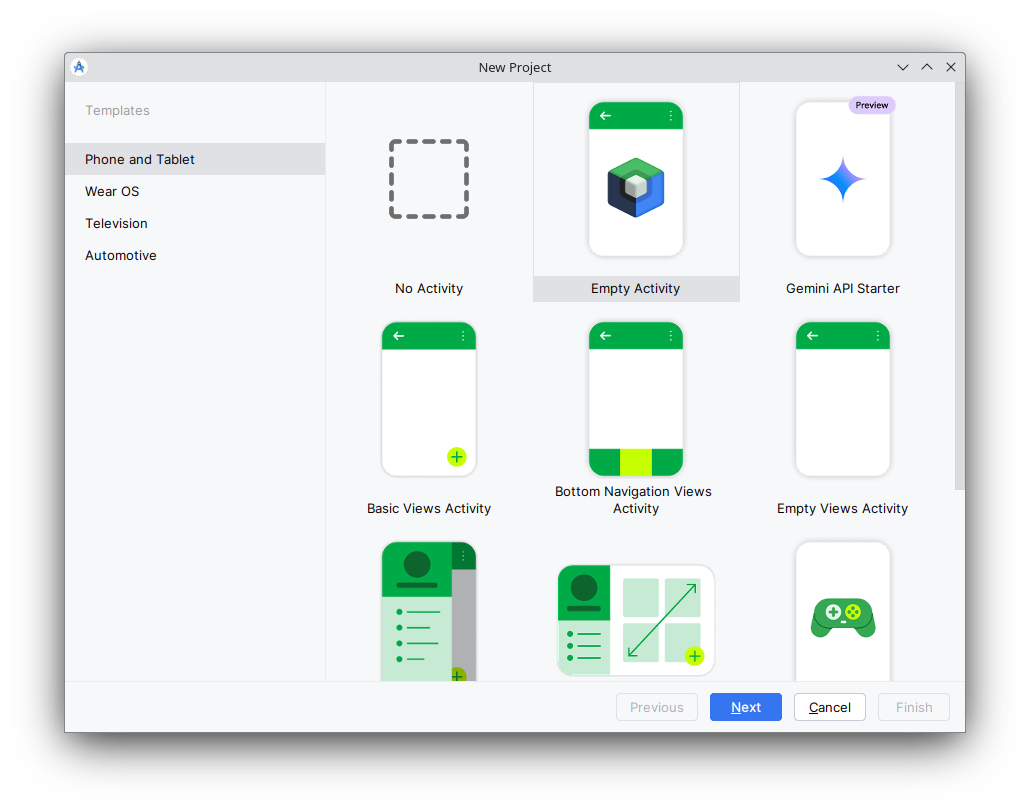 New Project
Templates
Phone and Tablet
Wear OS
Television
Automotive
No Activity
Empty Activity
Preview
Gemini API Starter
Basic Views Activity
Bottom Navigation Views
Activity
Empty Views Activity
Previous
Next
Cancel
Finish